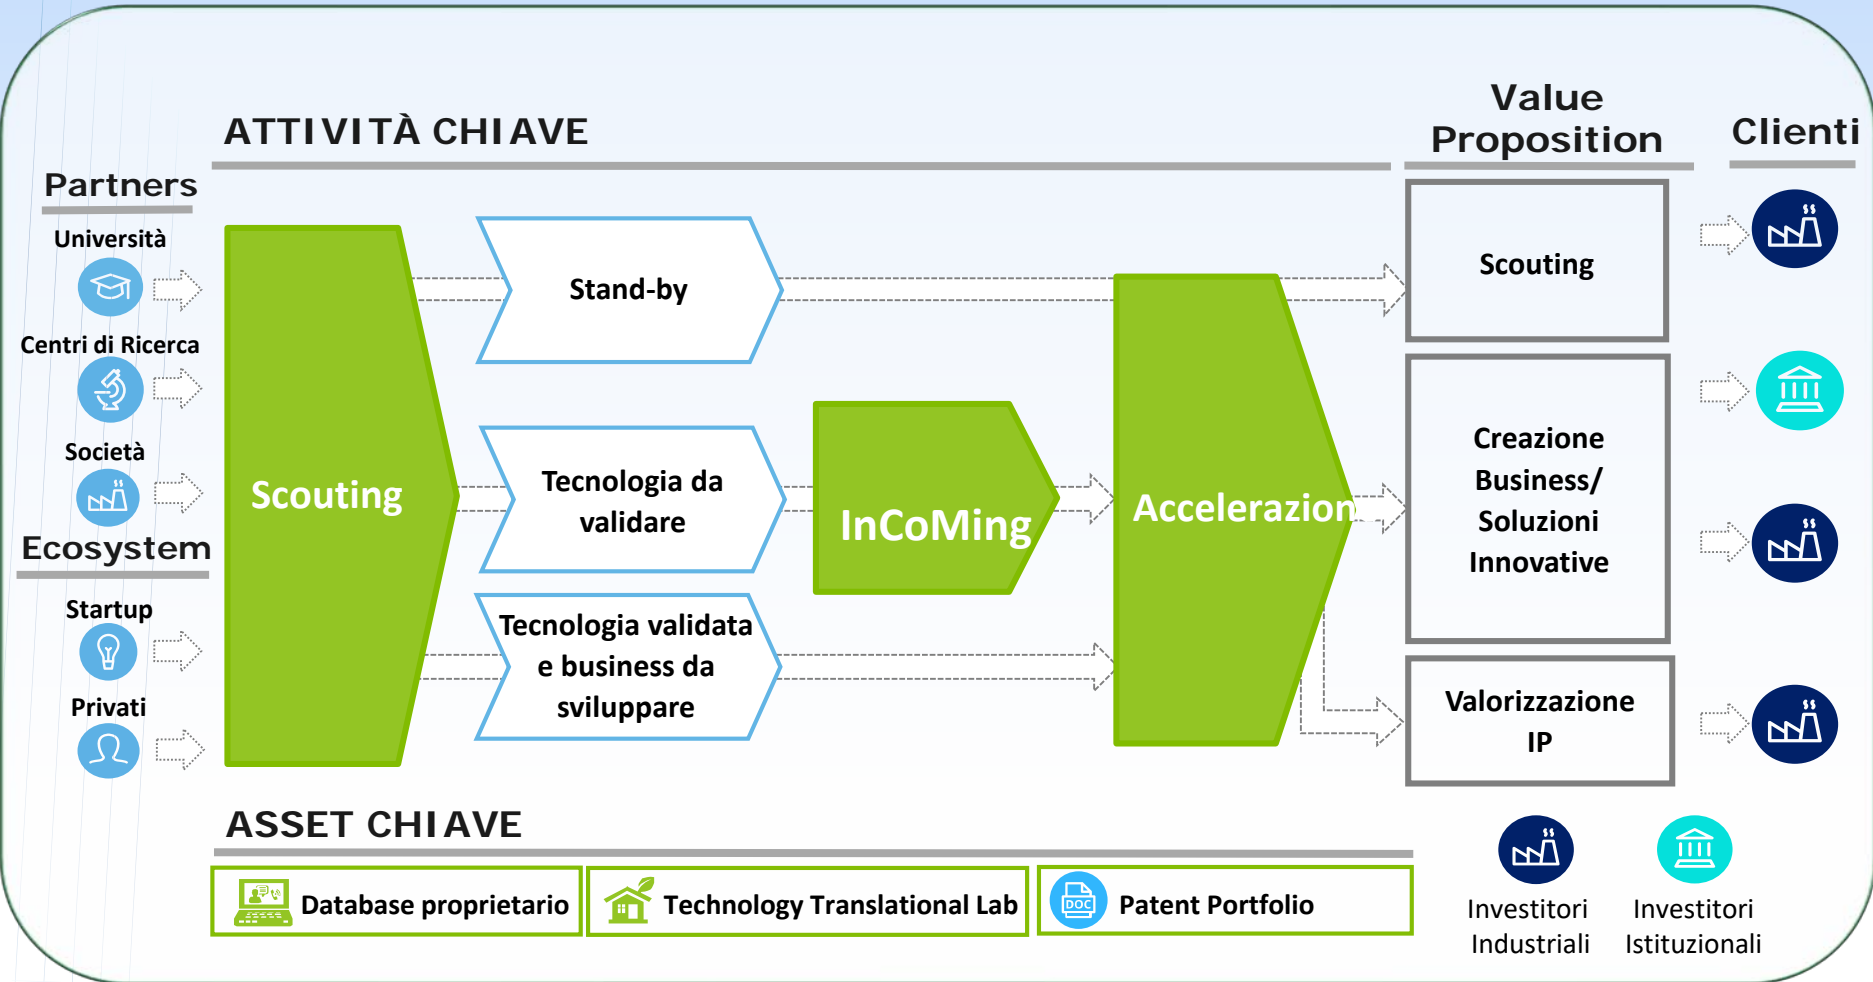 ATTIVITÀ CHIAVE
Value
Proposition
Clienti
Partners
Università
Centri di Ricerca
Società
Ecosystem
Startup
Privati
Scouting
Stand-by
Tecnologia da
validare
Tecnologia validata
e business da
sviluppare
InCoMing
Accelerazion
Scouting
Creazione
Business/
Soluzioni
Innovative
Valorizzazione
IP
ASSET CHIAVE
Database proprietario
Technology Translational Lab
DOC
Patent Portfolio
Investitori
Industriali
Investitori
Istituzionali